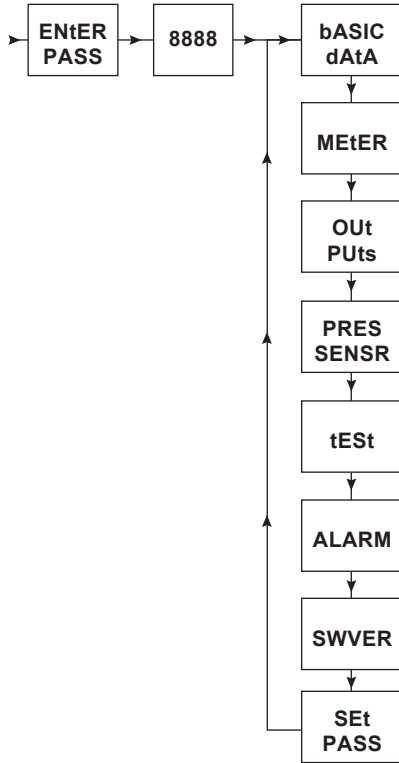 ENtER
PASS
8888
bASIC
dAtA
MEtER
OUt
PUts
PRES
SENSR
tESt
ALARM
SWVER
SEt
PASS